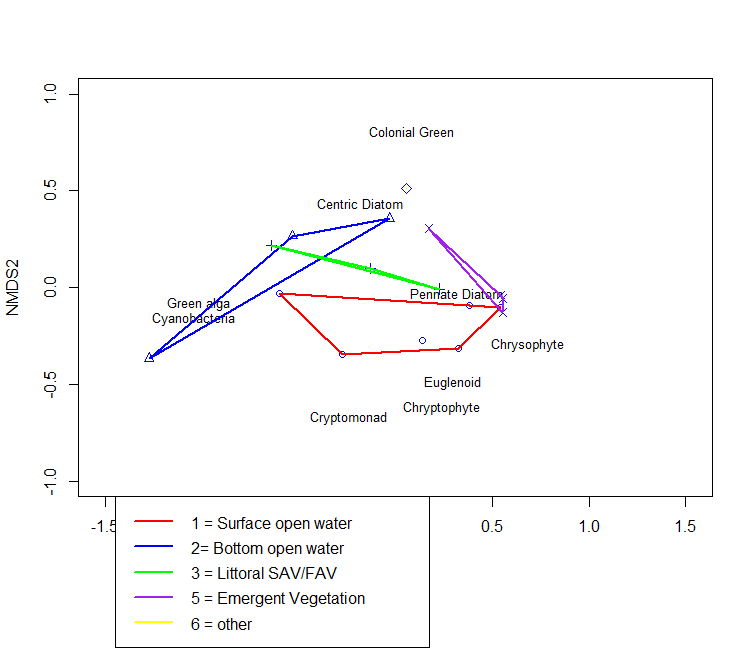 1.0
Colonial Green
0.5
Centric Diatom
NMDS2
0.0
Pennate Diatom
Green alga
Cyanobacteria
Chrysophyte
-0.5
Euglenoid
Chryptophyte
Cryptomonad
-1.0
-1.5
0.5
1.0
1.5
1 = Surface open water
2= Bottom open water
3 = Littoral SAV/FAV
5 = Emergent Vegetation
6 = other